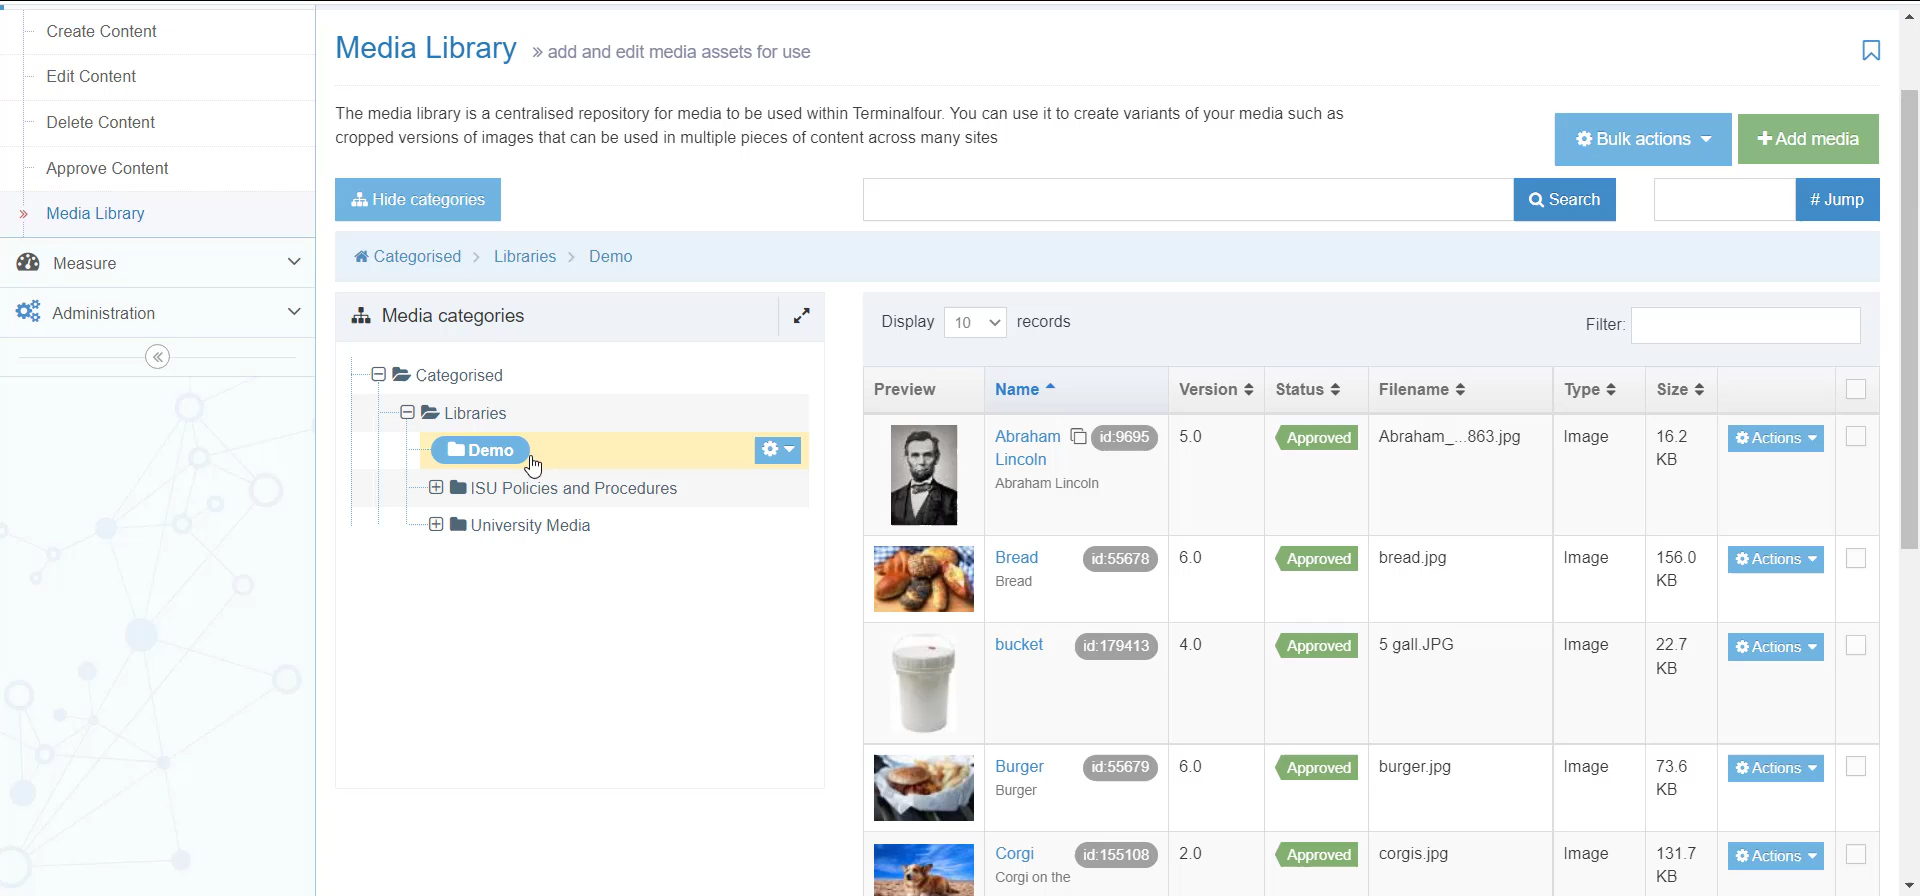 Create Content
Edit Content
Delete Content
Approve Content
» Media Library
Measure
Administration
Media Library » add and edit media assets for use
The media library is a centralised repository for media to be used within Terminalfour. You can use it to create variants of your media such as
cropped versions of images that can be used in multiple pieces of content across many sites
Bulk actions
+ Add media
Hide categories
Search
# Jump
Categorised > Libraries > Demo
Media categories
Categorised
Libraries
Demo
ISU Policies and Procedures
University Media
Display 10 records
Filter:
Preview Name Version Status Filename Type Size
Abraham id:9695 5.0 Approved Abraham_...863.jpg Image 16.2 Actions
Lincoln KB
Abraham Lincoln
Bread id:55678 6.0 Approved bread.jpg Image 156.0 Actions
Bread KB
bucket id:179413 4.0 Approved 5 gall.JPG Image 22.7 Actions
KB
Burger id:55679 6.0 Approved burger.jpg Image 73.6 Actions
Burger KB
Corgi id:155108 2.0 Approved corgis.jpg Image 131.7 Actions
Corgi on the KB